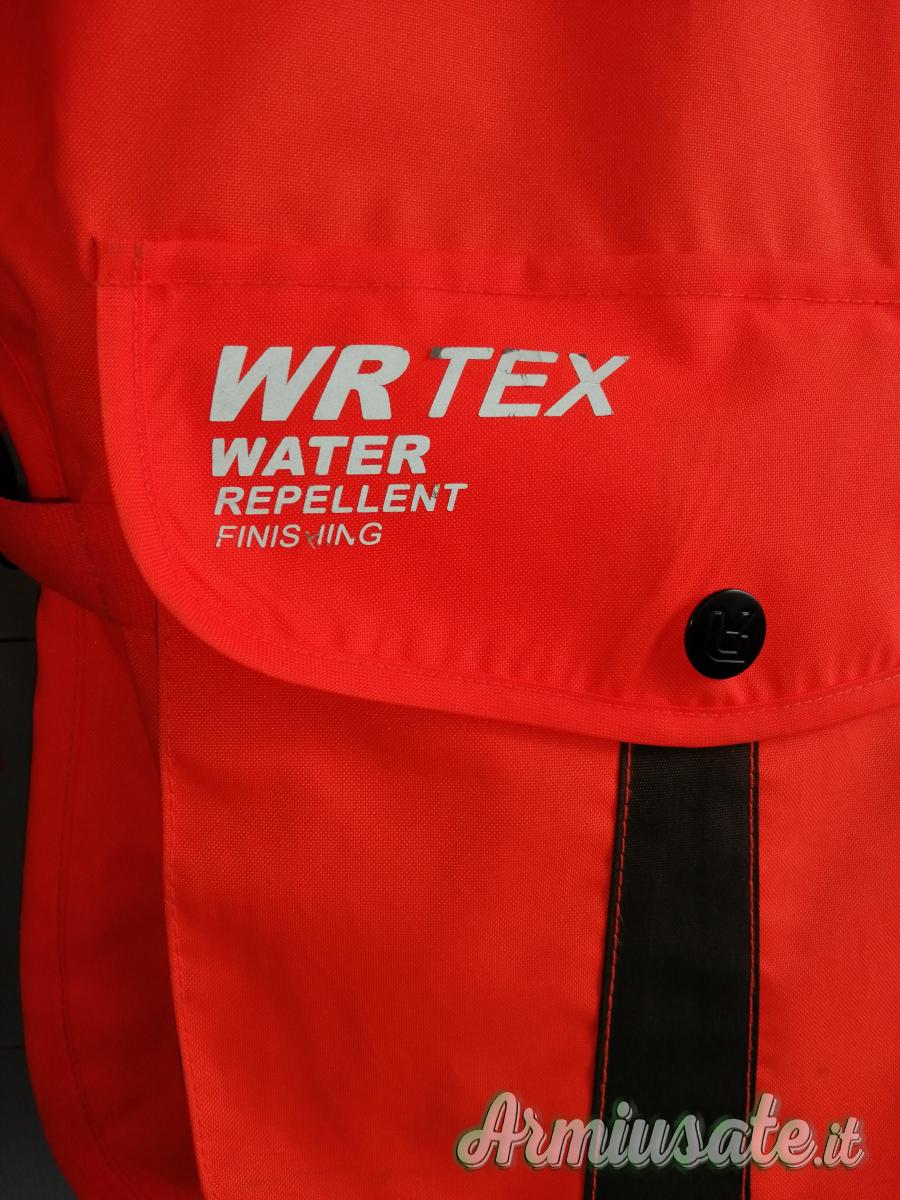 WR TEX
WATER
REPELLENT
FINISHING
Armiusate.it